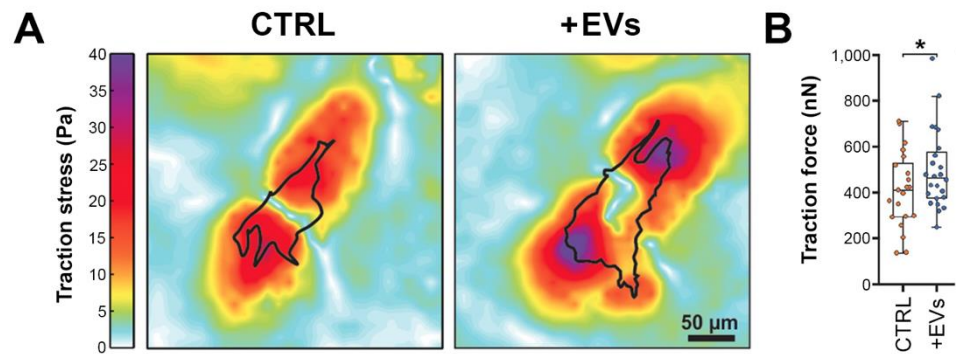 A
CTRL
+EVs
B
Traction stress (Pa)
40
35
30
25
20
15
10
5
0
50 µm
Traction force (nN)
1,000
800
600
400
200
0
*
CTRL
+EVs